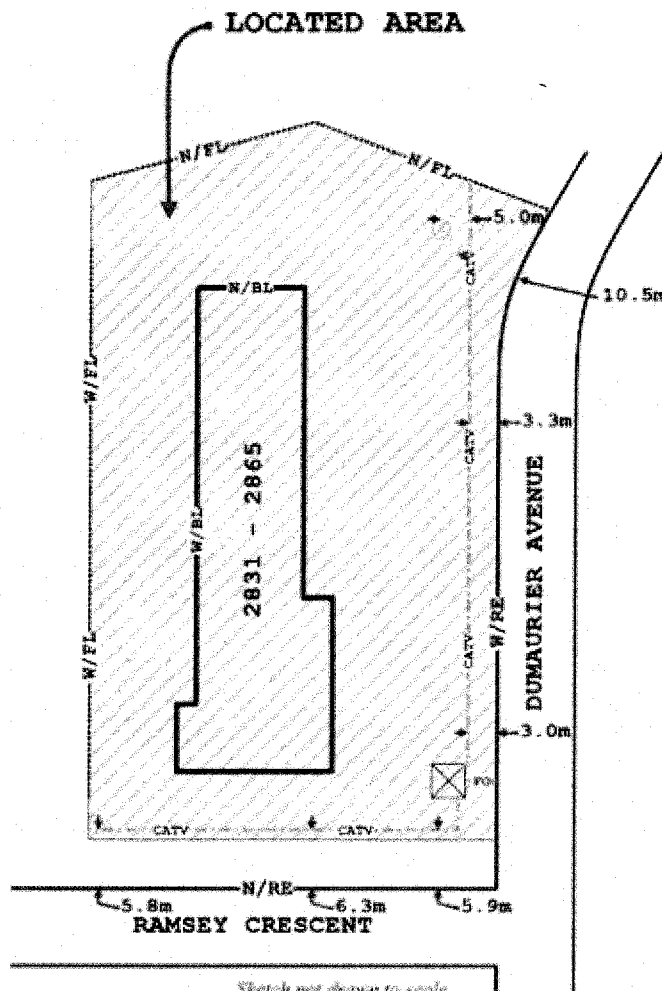 LOCATED AREA
N/FL
N/FL
5.0m
CATV
N/BL
10.5m
W/FL
3.3m
CATV
2831 - 2865
W/BL
DUMAURIER AVENUE
W/RE
W/FL
CATV
3.0m
CATV
CATV
N/RE
5.8m
6.3m
5.9m
RAMSEY CRESCENT
Sketch not drawn to scale